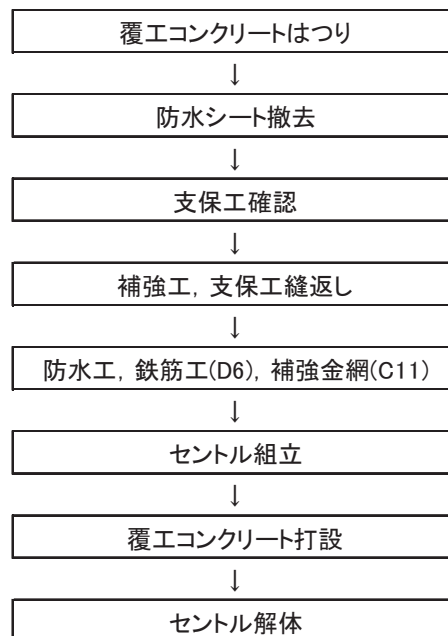 覆工コンクリートはつり
↓
防水シート撤去
↓
支保工確認
↓
補強工，支保工縫返し
↓
防水工，鉄筋工(D6)，補強金網(C11)
↓
セントル組立
↓
覆工コンクリート打設
↓
セントル解体